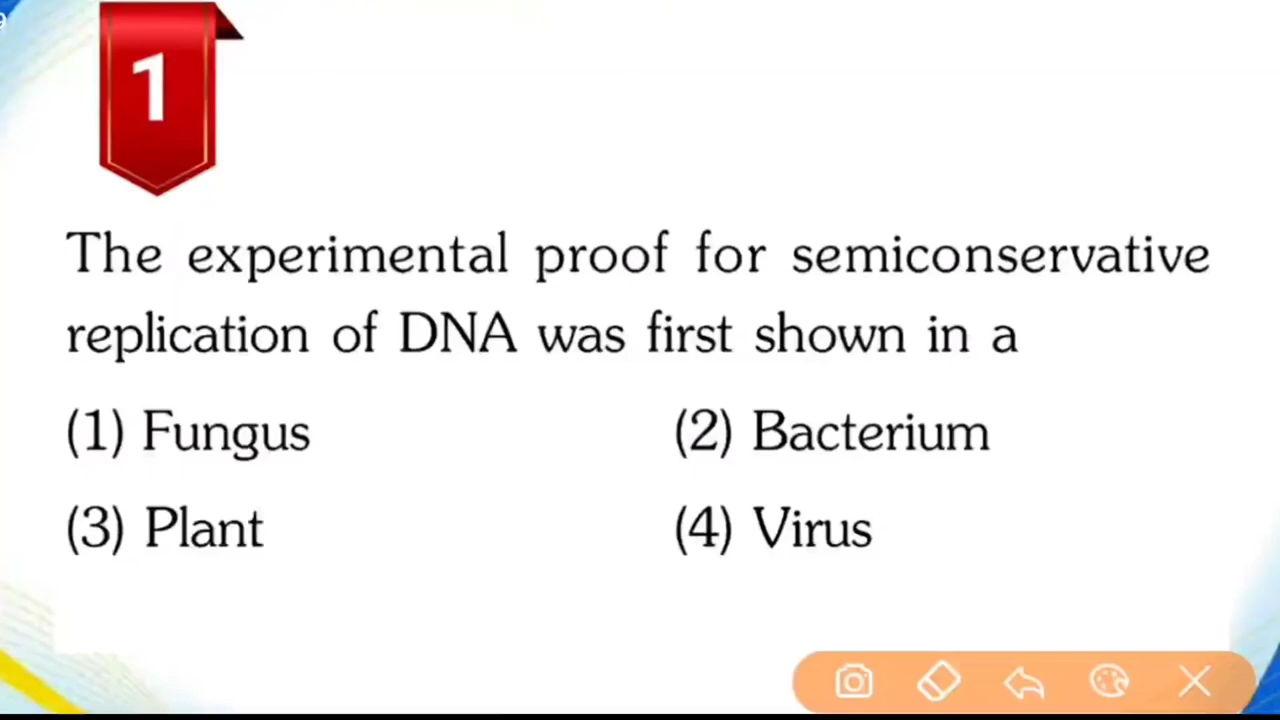 9
1
The experimental proof for semiconservative
replication of DNA was first shown in a
(1) Fungus (2) Bacterium
(3) Plant (4) Virus